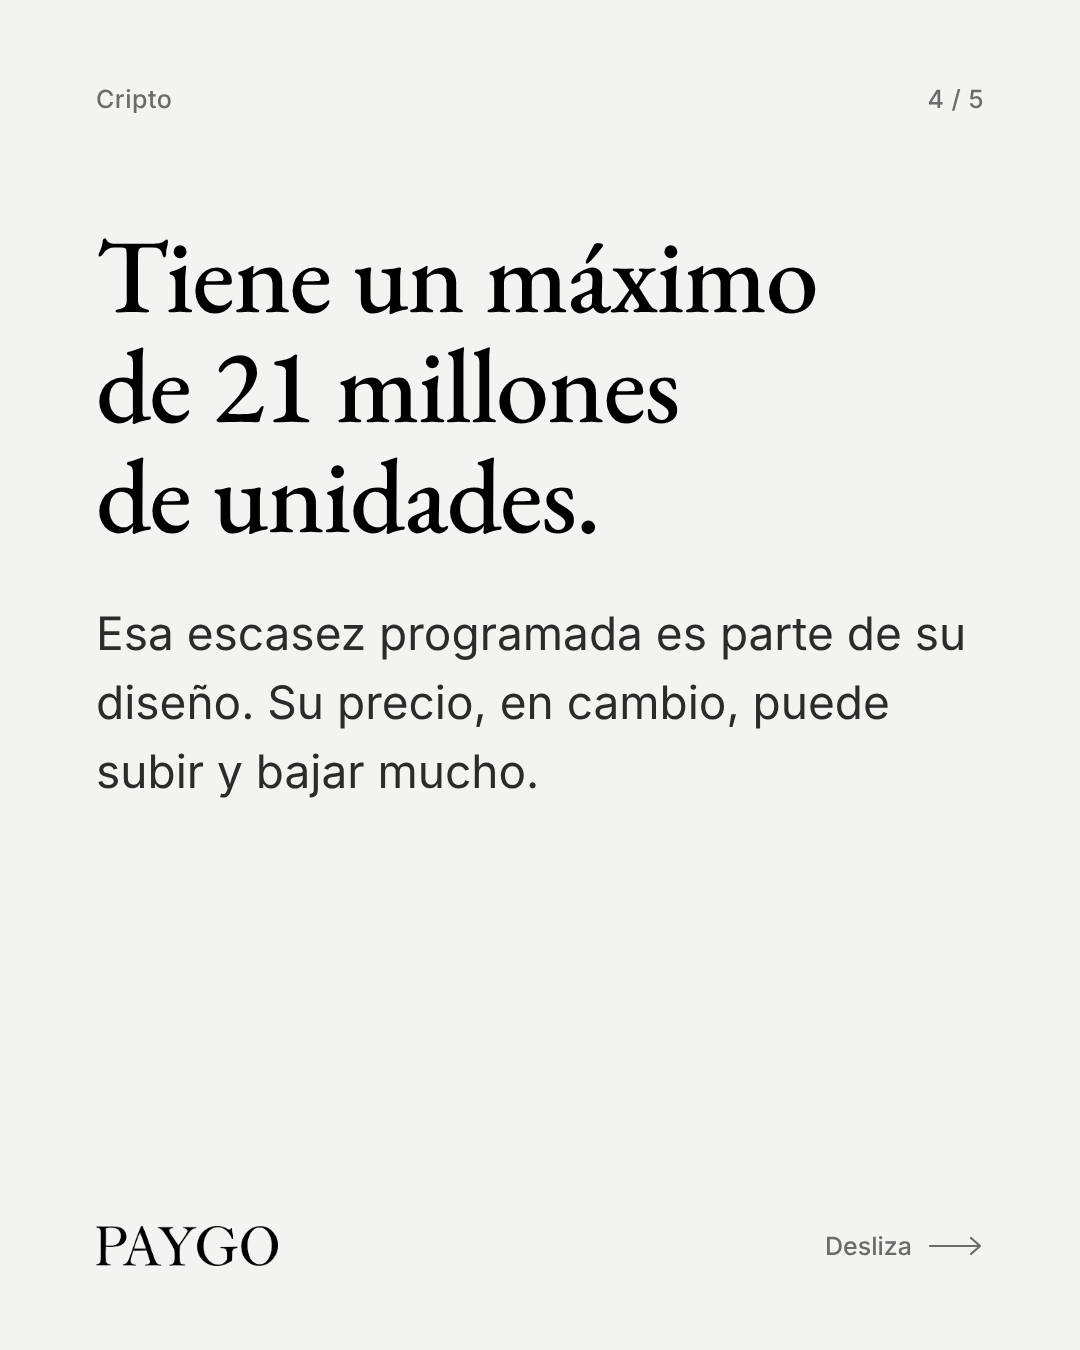 Cripto
4 / 5
Tiene un máximo
de 21 millones
de unidades.
Esa escasez programada es parte de su
diseño. Su precio, en cambio, puede
subir y bajar mucho.
PAYGO
Desliza